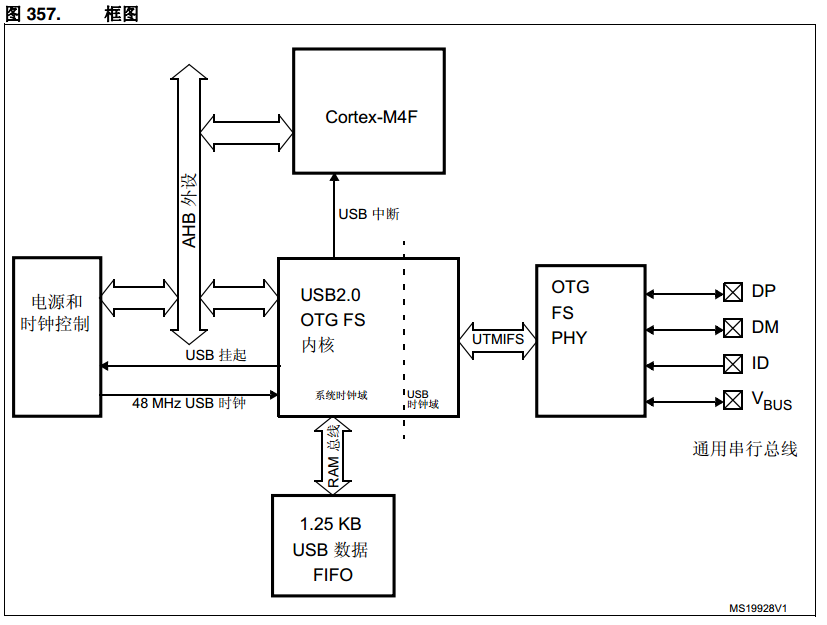 图 357. 框图
Cortex-M4F
AHB 外设
USB 中断
电源和
时钟控制
USB2.0
OTG FS
内核
系统时钟域
USB
时钟域
USB 挂起
48 MHz USB 时钟
UTMIFS
OTG
FS
PHY
DP
DM
ID
VBUS
通用串行总线
RAM 总线
1.25 KB
USB 数据
FIFO
MS19928V1